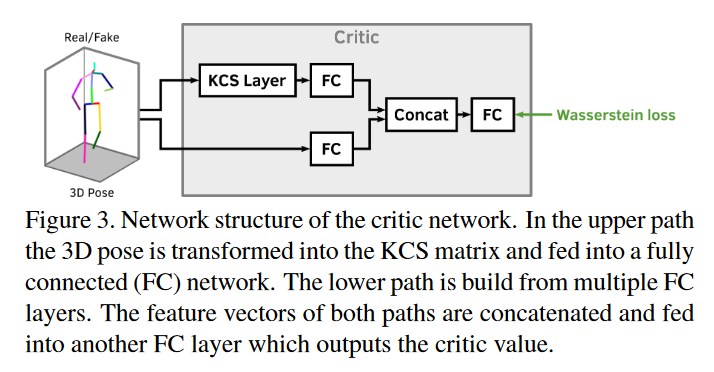 Real/Fake
Critic
KCS Layer
FC
Concat
FC
Wasserstein loss
FC
3D Pose
Figure 3. Network structure of the critic network. In the upper path
the 3D pose is transformed into the KCS matrix and fed into a fully
connected (FC) network. The lower path is build from multiple FC
layers. The feature vectors of both paths are concatenated and fed
into another FC layer which outputs the critic value.